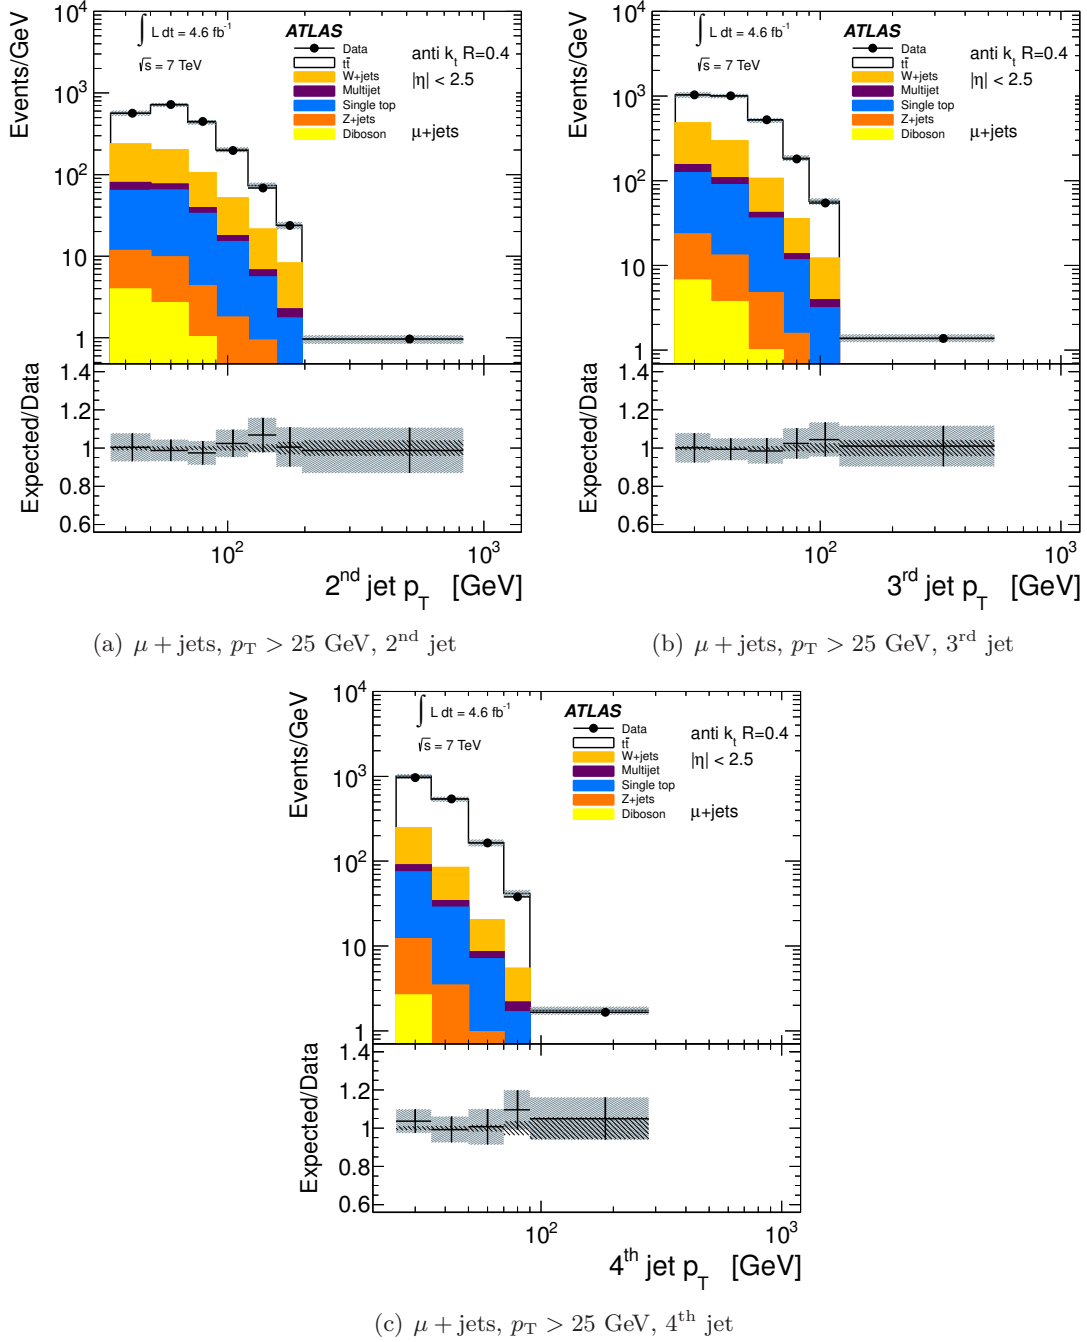 Events/GeV
10⁴
10³
10²
10
1
∫ L dt = 4.6 fb⁻¹
√s = 7 TeV
ATLAS
Data
tt̄
W+jets
Multijet
Single top
Z+jets
Diboson
anti kₜ R=0.4
|η| < 2.5
μ+jets
Expected/Data
1.4
1.2
1
0.8
0.6
10² 10³
2ⁿᵈ jet p_T [GeV]
(a) μ + jets, p_T > 25 GeV, 2ⁿᵈ jet
Events/GeV
10⁴
10³
10²
10
1
∫ L dt = 4.6 fb⁻¹
√s = 7 TeV
ATLAS
Data
tt̄
W+jets
Multijet
Single top
Z+jets
Diboson
anti kₜ R=0.4
|η| < 2.5
μ+jets
Expected/Data
1.4
1.2
1
0.8
0.6
10² 10³
3ʳᵈ jet p_T [GeV]
(b) μ + jets, p_T > 25 GeV, 3ʳᵈ jet
Events/GeV
10⁴
10³
10²
10
1
∫ L dt = 4.6 fb⁻¹
√s = 7 TeV
ATLAS
Data
tt̄
W+jets
Multijet
Single top
Z+jets
Diboson
anti kₜ R=0.4
|η| < 2.5
μ+jets
Expected/Data
1.4
1.2
1
0.8
0.6
10² 10³
4ᵗʰ jet p_T [GeV]
(c) μ + jets, p_T > 25 GeV, 4ᵗʰ jet